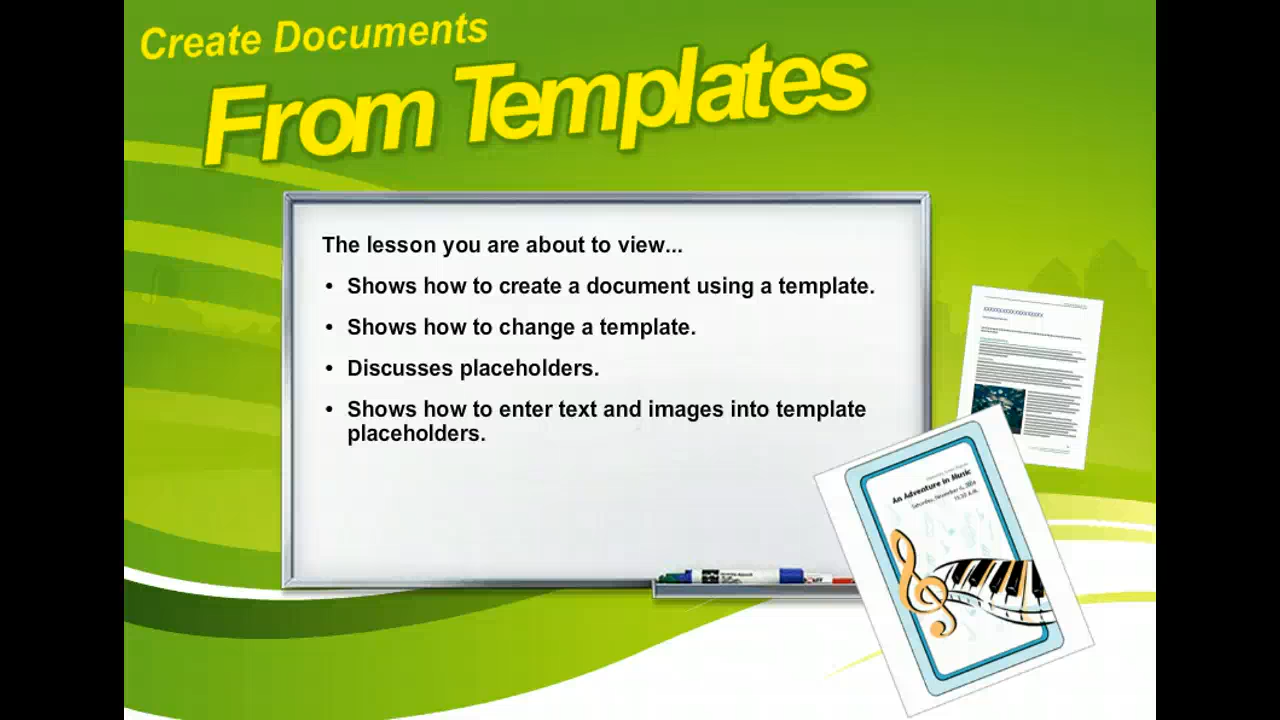 Create Documents
From Templates
The lesson you are about to view...
• Shows how to create a document using a template.
• Shows how to change a template.
• Discusses placeholders.
• Shows how to enter text and images into template
placeholders.
An Adventure in Music